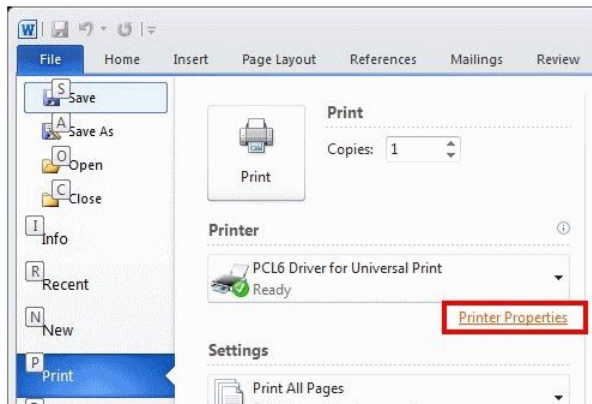 W
File Home Insert Page Layout References Mailings Review
S Save
A Save As
O Open
C Close
I Info
R Recent
N New
P Print
Print
Print
Copies: 1
Printer
PCL6 Driver for Universal Print
Ready
Printer Properties
Settings
Print All Pages